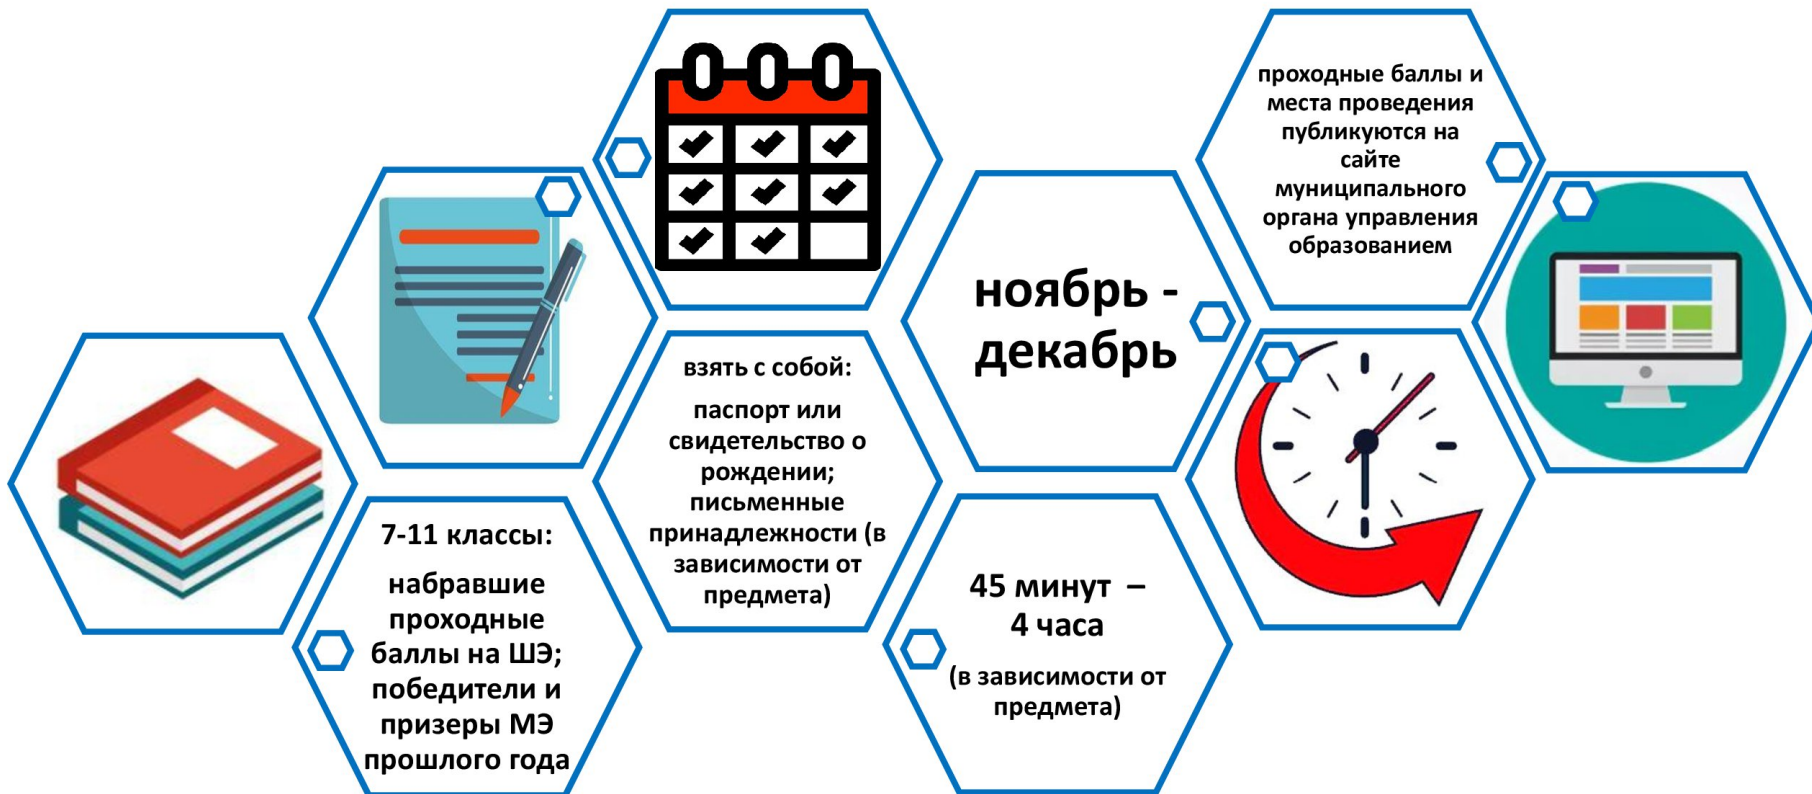 7-11 классы:
набравшие
проходные
баллы на ШЭ;
победители и
призеры МЭ
прошлого года
взять с собой:
паспорт или
свидетельство о
рождении;
письменные
принадлежности (в
зависимости от
предмета)
ноябрь -
декабрь
45 минут –
4 часа
(в зависимости от
предмета)
проходные баллы и
места проведения
публикуются на
сайте
муниципального
органа управления
образованием